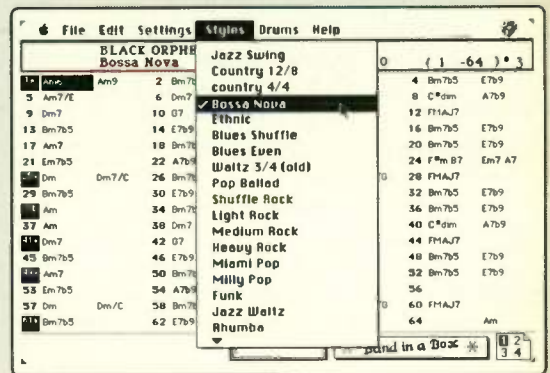 File Edit Settings Styles Drums Help
BLACK ORPHE
Bossa Nova
( 1 -64 )• 3
Jazz Swing
Country 12/8
country 4/4
✓ Bossa Nova
Ethnic
Blues Shuffle
Blues Even
Waltz 3/4 (old)
Pop Ballad
Shuffle Rock
Light Rock
Medium Rock
Heavy Rock
Miami Pop
Milly Pop
Funk
Jazz Waltz
Rhumba
Am9 2 Bm7b 4 Bm7b5 E7b9
5 Am7/E 6 Dm7 8 C°dim A7b9
9 Dm7 10 G7 12 FMAJ7
13 Bm7b5 14 E7b9 16 Bm7b5 E7b9
17 Am7 18 Bm7b 20 Bm7b5 E7b9
21 Em7b5 22 A7b9 24 F°m B7 Em7 A7
Dm Dm7/C 26 Bm7b 28 FMAJ7
29 Bm7b5 30 E7b9 32 Bm7b5 E7b9
Am 34 Bm7b 36 Bm7b5 E7b9
37 Am 38 Dm7 40 C°dim A7b9
41 Dm7 42 G7 44 FMAJ7
45 Bm7b5 46 E7b9 48 Bm7b5 E7b9
Am7 50 Bm7b 52 Bm7b5 E7b9
53 Em7b5 54 A7b9 56
57 Dm Dm/C 58 Bm7b 60 FMAJ7
61 Bm7b5 62 E7b9 64 Am
Band in a Box
1 2
3 4